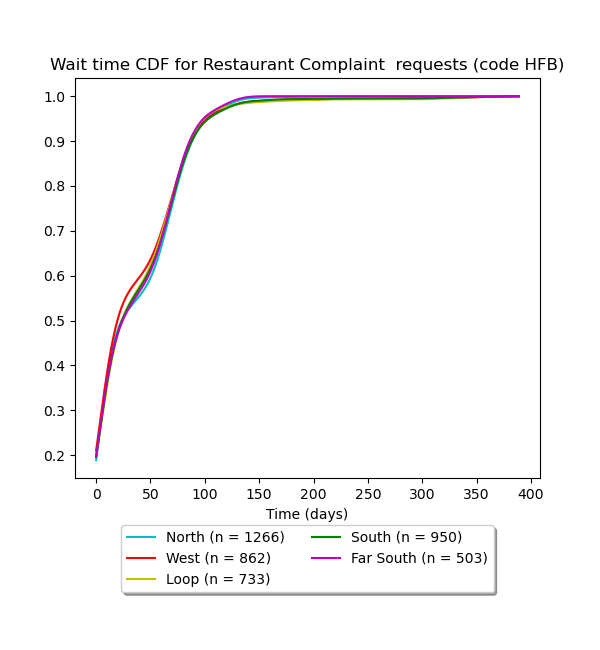 Wait time CDF for Restaurant Complaint  requests (code HFB)
1.0
0.9
0.8
0.7
0.6
0.5
0.4
0.3
0.2
0 50 100 150 200 250 300 350 400
Time (days)
North (n = 1266)
West (n = 862)
Loop (n = 733)
South (n = 950)
Far South (n = 503)